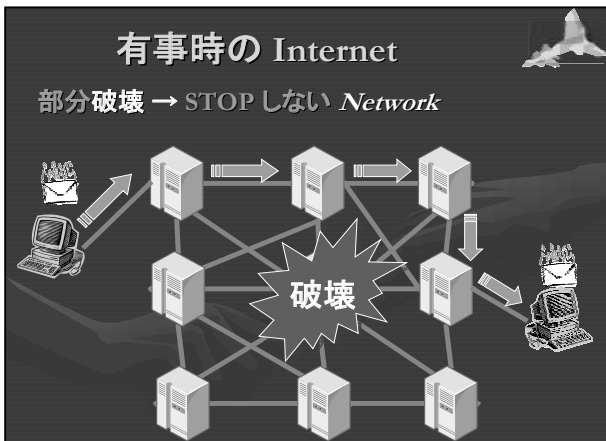 有事時の Internet
部分破壊 → STOP しない Network
破壊